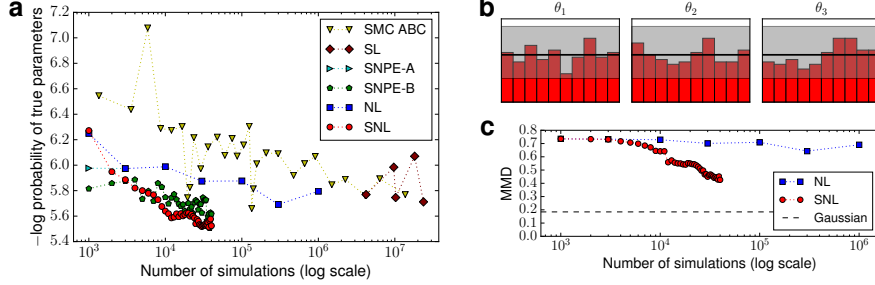 a
−log probability of true parameters
7.2
7.0
6.8
6.6
6.4
6.2
6.0
5.8
5.6
5.4
10^3
10^4
10^5
10^6
10^7
Number of simulations (log scale)
SMC ABC
SL
SNPE-A
SNPE-B
NL
SNL
b
θ_1
θ_2
θ_3
c
MMD
0.8
0.7
0.6
0.5
0.4
0.3
0.2
0.1
0.0
10^3
10^4
10^5
10^6
Number of simulations (log scale)
NL
SNL
Gaussian